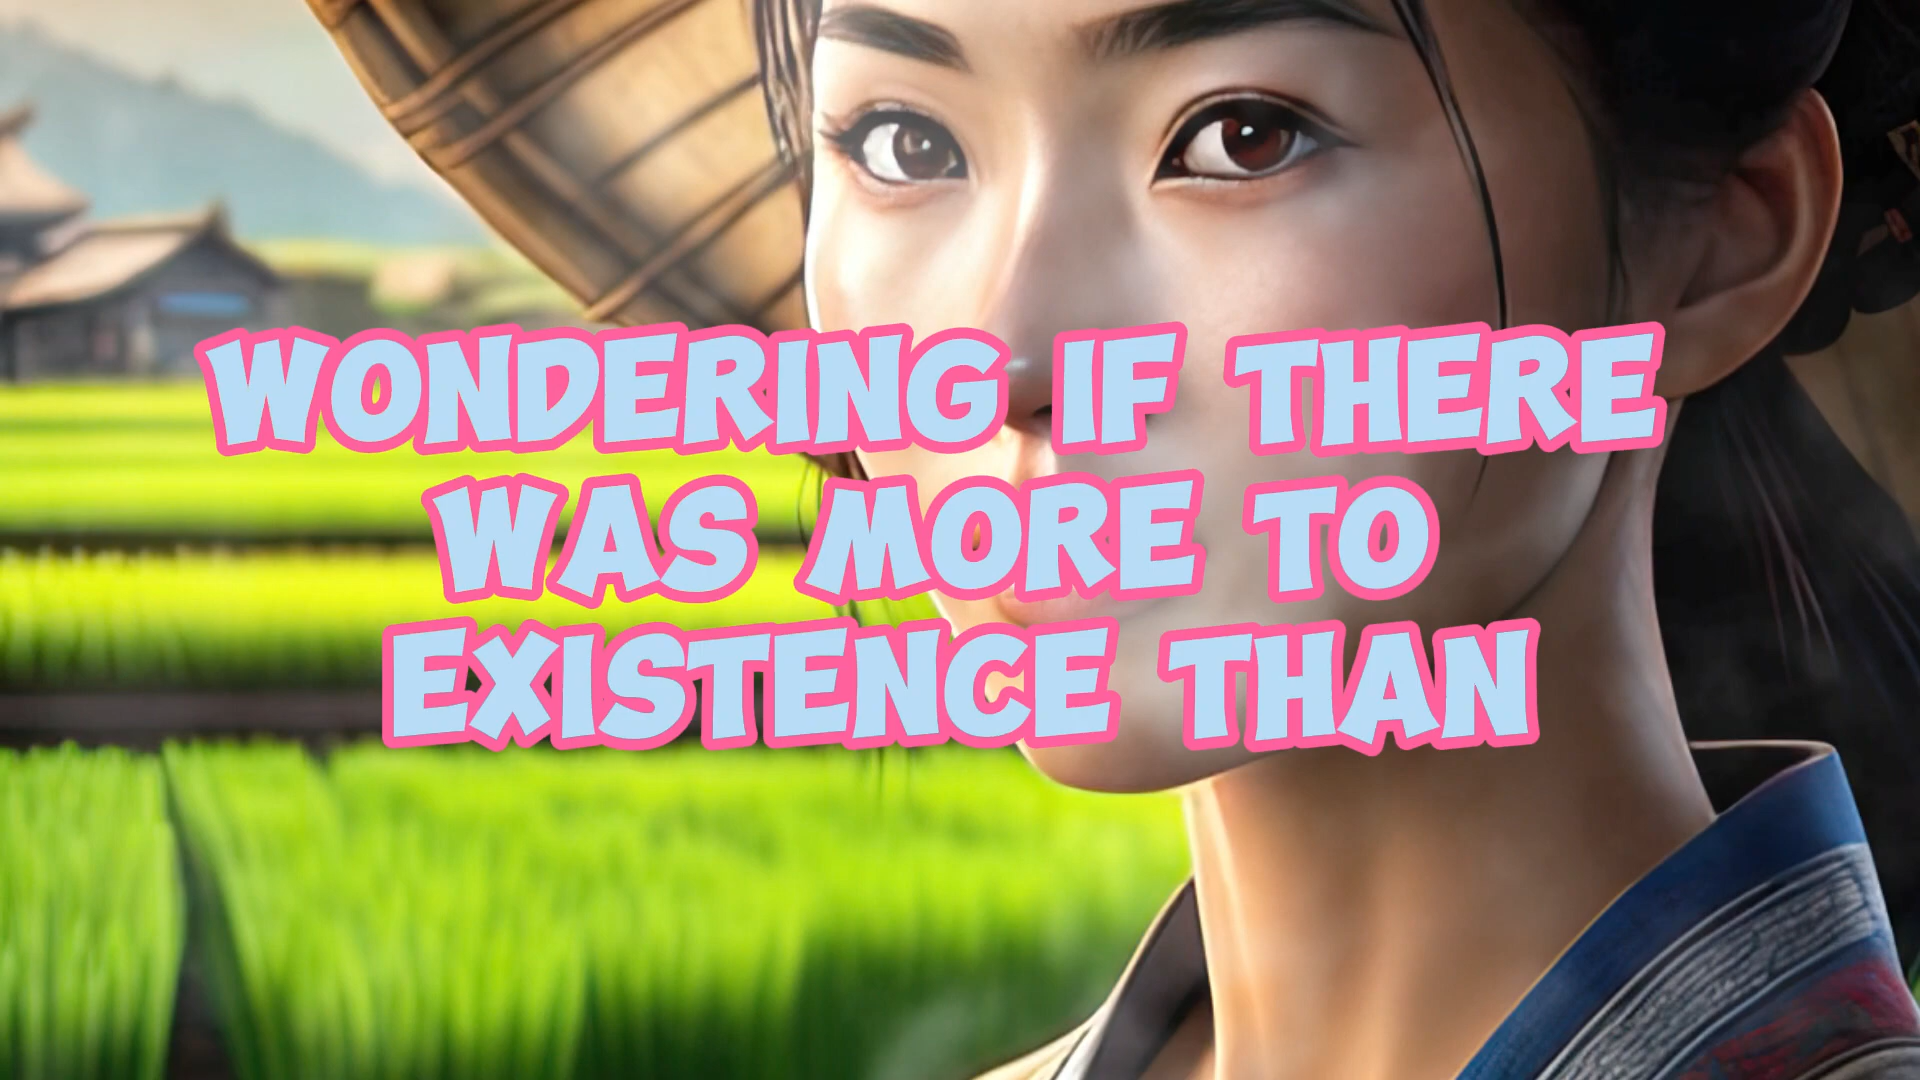 WONDERING IF THERE
WAS MORE TO
EXISTENCE THAN